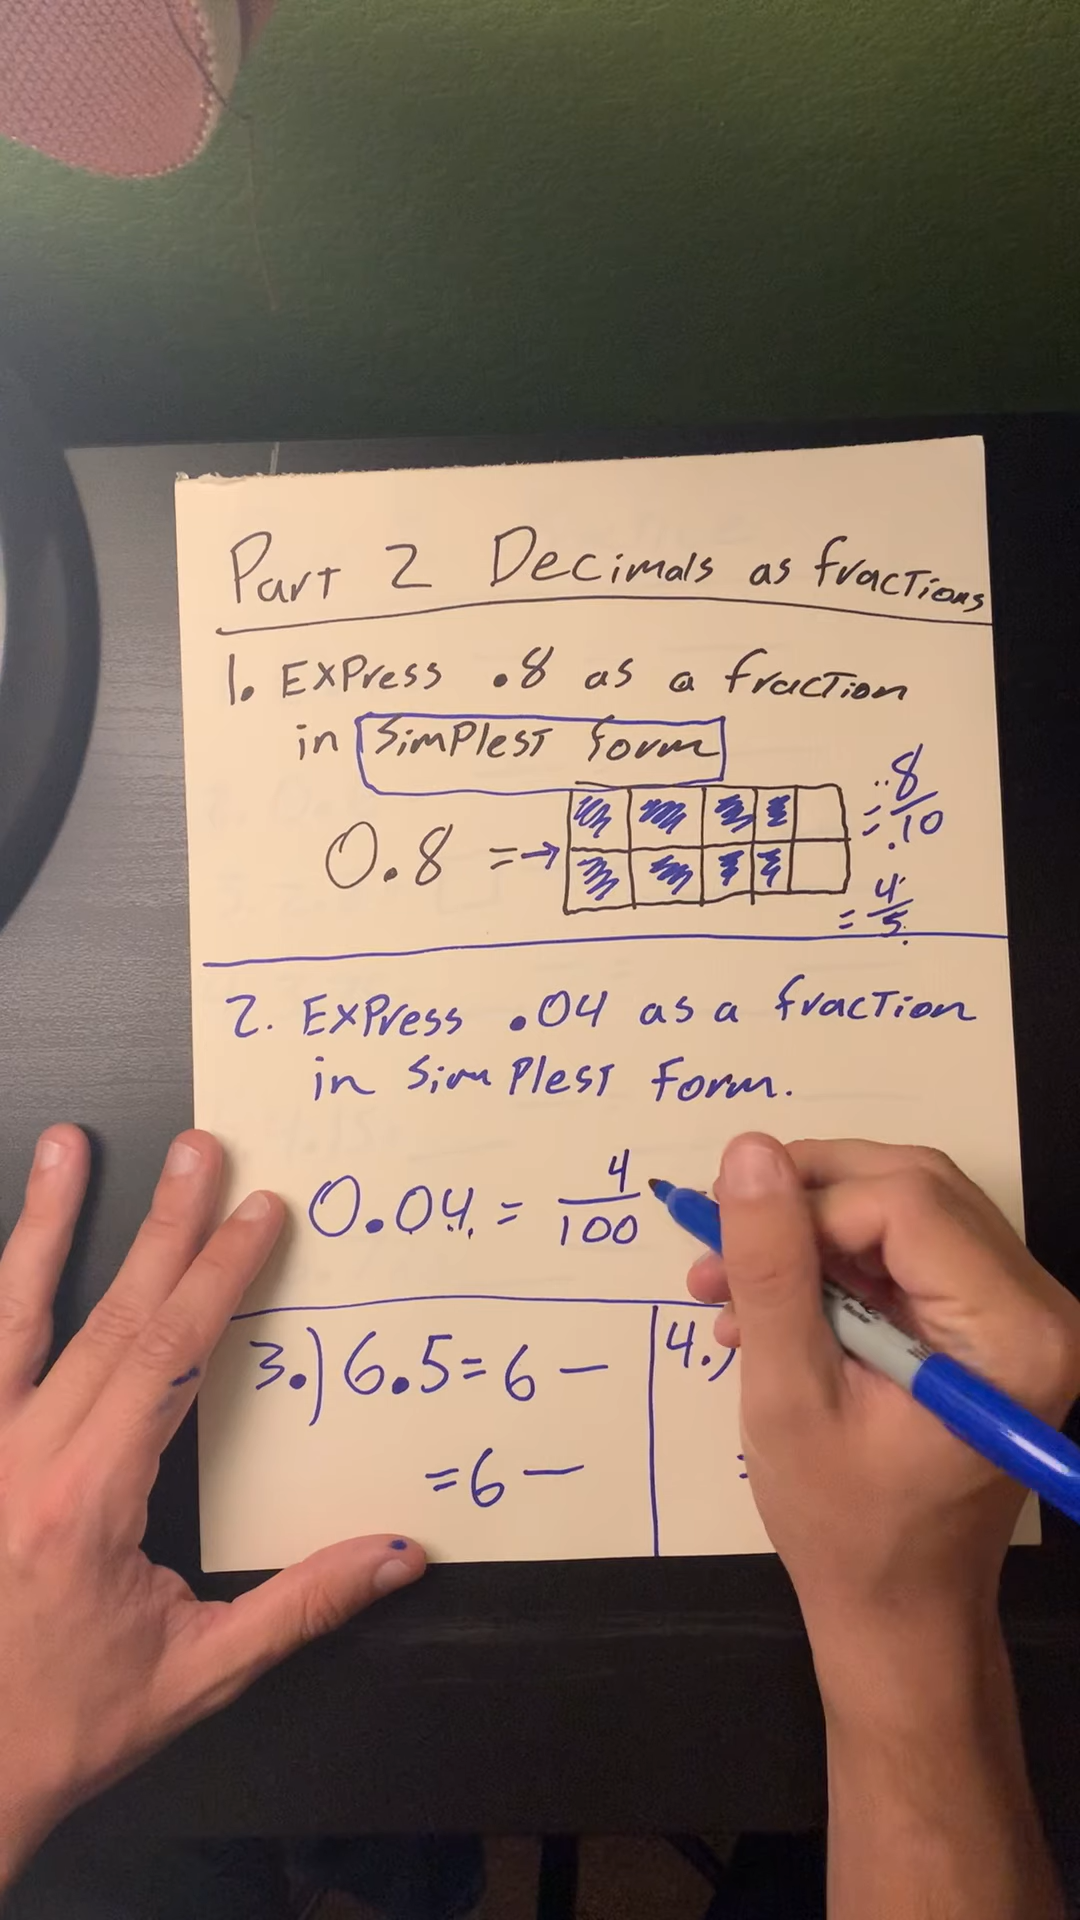 Part 2 Decimals as fractions
1. Express .8 as a fraction
in simplest form
0.8 = → = 8/10
= 4/5
2. Express .04 as a fraction
in simplest form.
0.04 = 4/100
3.) 6.5 = 6 —
= 6 —
4.)